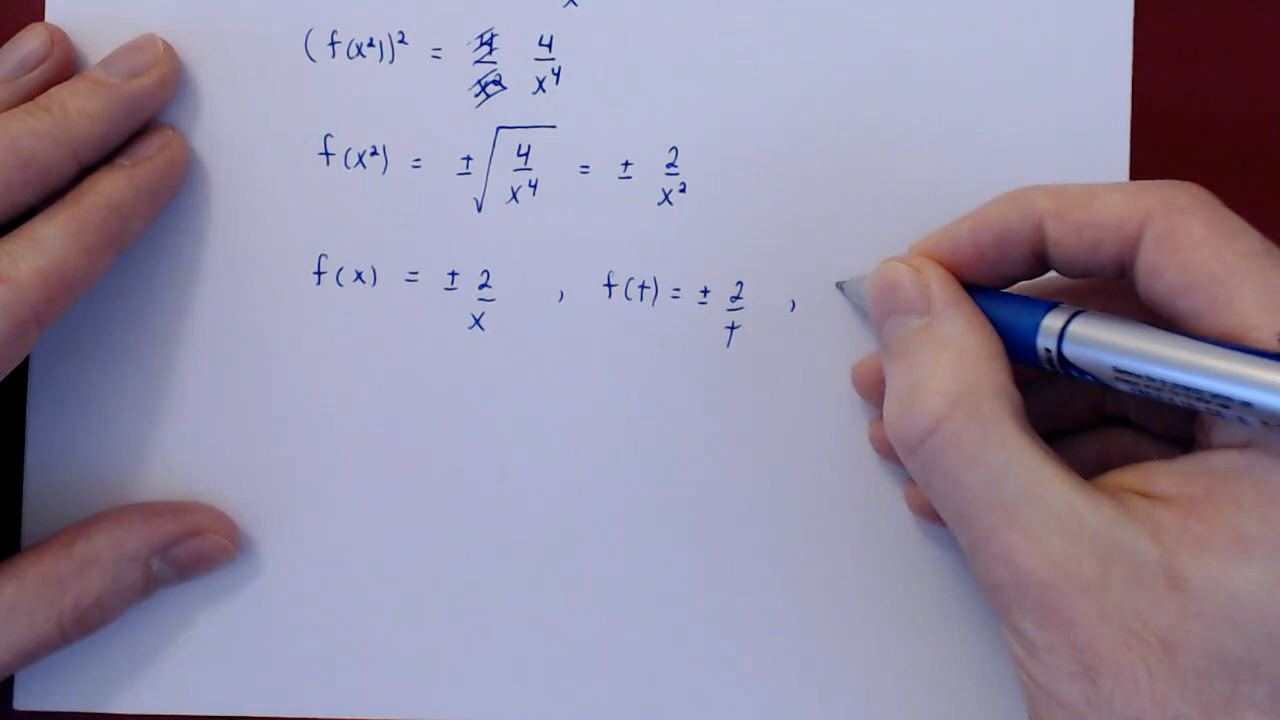 (f(x²))² = 4/x⁴
f(x²) = ±√(4/x⁴) = ± 2/x²
f(x) = ± 2/x , f(t) = ± 2/t ,